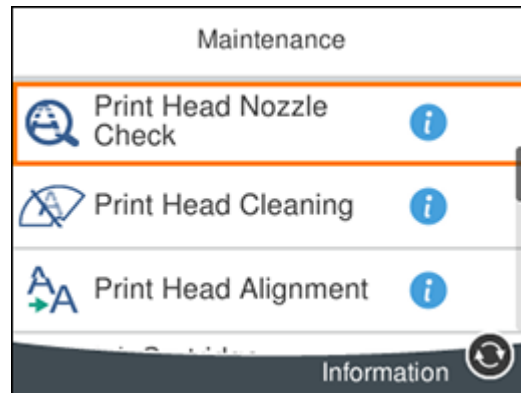 Maintenance
Print Head Nozzle
Check
Print Head Cleaning
Print Head Alignment
Information